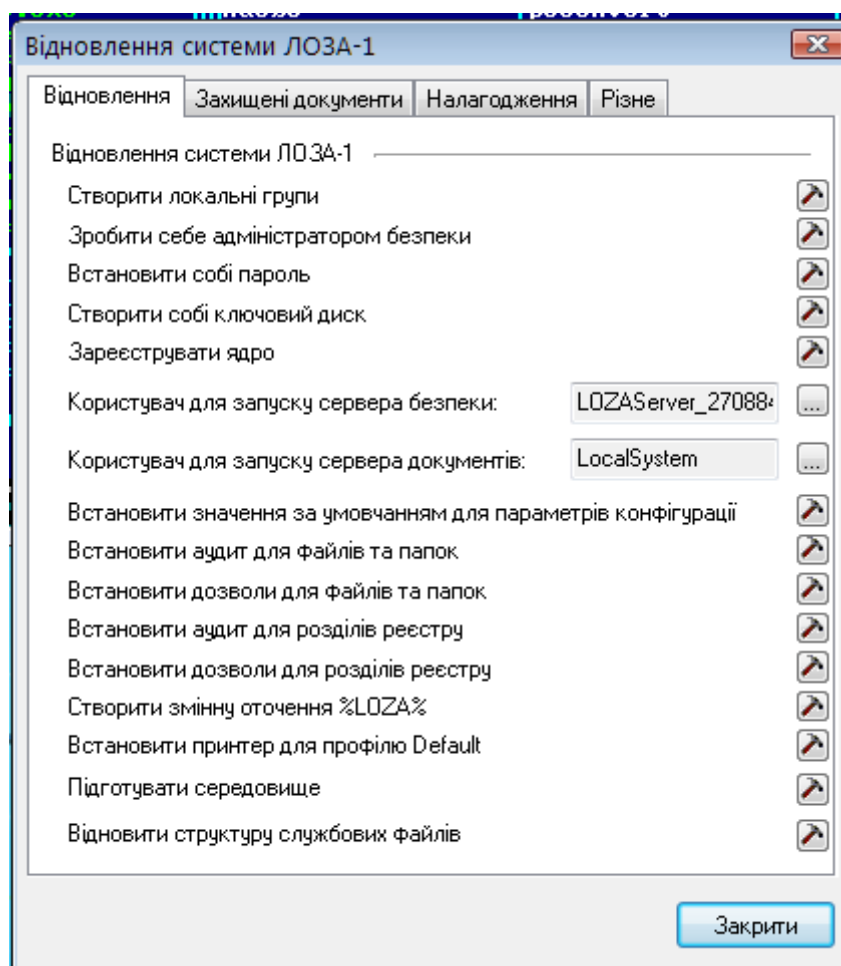 Відновлення системи ЛОЗА-1
Відновлення Захищені документи Налагодження Різне
Відновлення системи ЛОЗА-1
Створити локальні групи
Зробити себе адміністратором безпеки
Встановити собі пароль
Створити собі ключовий диск
Зареєструвати ядро
Користувач для запуску сервера безпеки: LOZAServer_27088 ...
Користувач для запуску сервера документів: LocalSystem ...
Встановити значення за умовчанням для параметрів конфігурації
Встановити аудит для файлів та папок
Встановити дозволи для файлів та папок
Встановити аудит для розділів реєстру
Встановити дозволи для розділів реєстру
Створити змінну оточення %LOZA%
Встановити принтер для профілю Default
Підготувати середовище
Відновити структуру службових файлів
Закрити